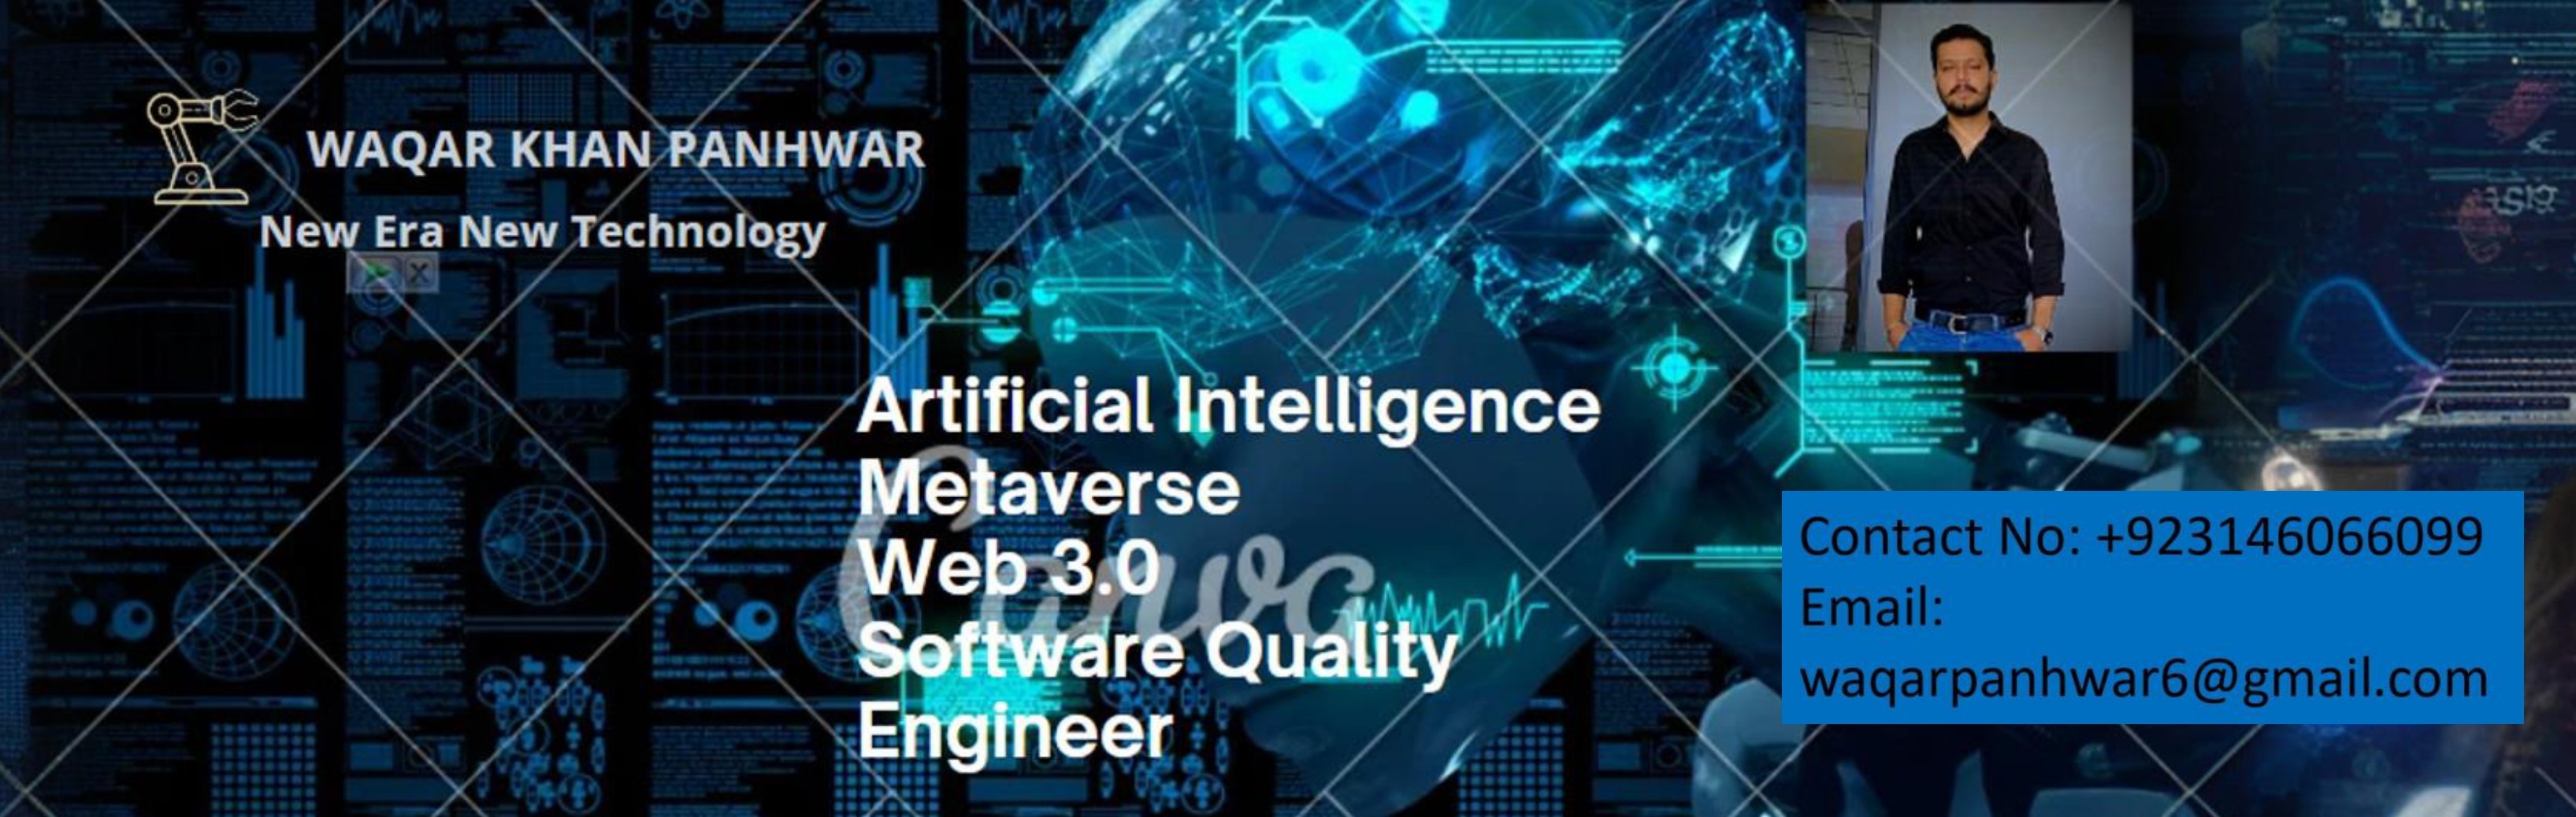 WAQAR KHAN PANHWAR
New Era New Technology
Artificial Intelligence
Metaverse
Web 3.0
Software Quality
Engineer
Canva
Contact No: +923146066099
Email:
waqarpanhwar6@gmail.com